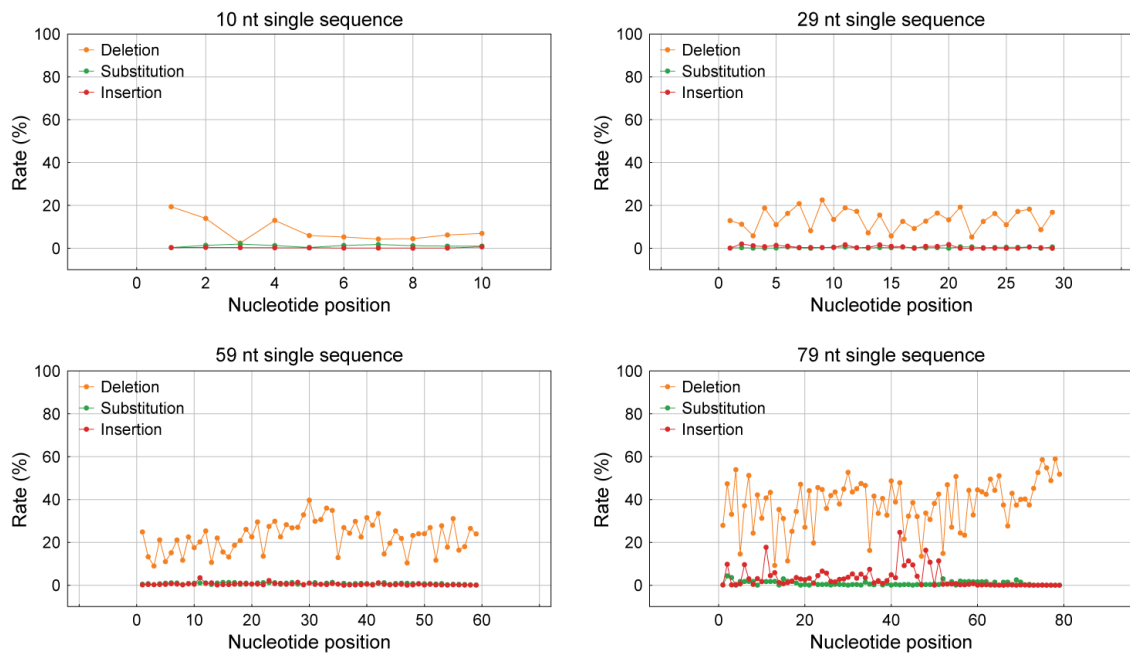 10 nt single sequence
100
80
60
40
20
0
Rate (%)
Deletion
Substitution
Insertion
0 2 4 6 8 10
Nucleotide position
29 nt single sequence
100
80
60
40
20
0
Rate (%)
Deletion
Substitution
Insertion
0 5 10 15 20 25 30
Nucleotide position
59 nt single sequence
100
80
60
40
20
0
Rate (%)
Deletion
Substitution
Insertion
0 10 20 30 40 50 60
Nucleotide position
79 nt single sequence
100
80
60
40
20
0
Rate (%)
Deletion
Substitution
Insertion
0 20 40 60 80
Nucleotide position